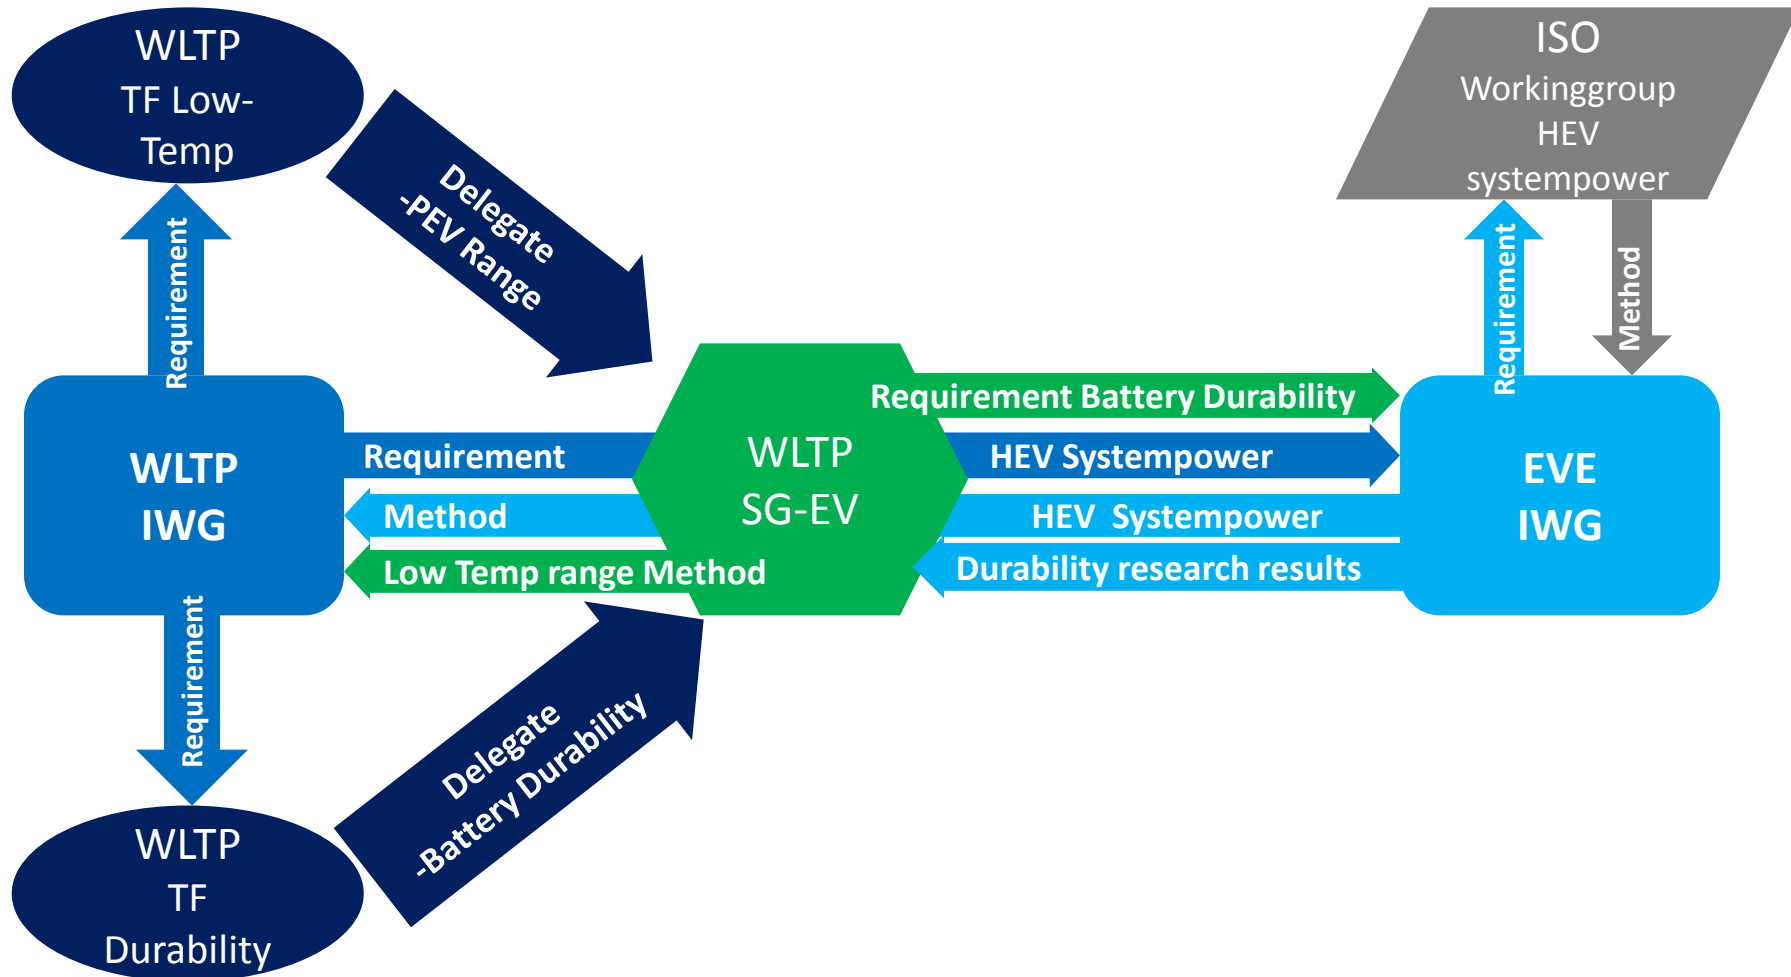 WLTP
TF Low-
Temp
ISO
Workinggroup
HEV
systempower
Delegate
-PEV Range
Requirement
Requirement
Method
WLTP
IWG
Requirement
Method
Low Temp range Method
WLTP
SG-EV
Requirement Battery Durability
HEV Systempower
HEV  Systempower
Durability research results
EVE
IWG
Requirement
Delegate
-Battery Durability
WLTP
TF
Durability